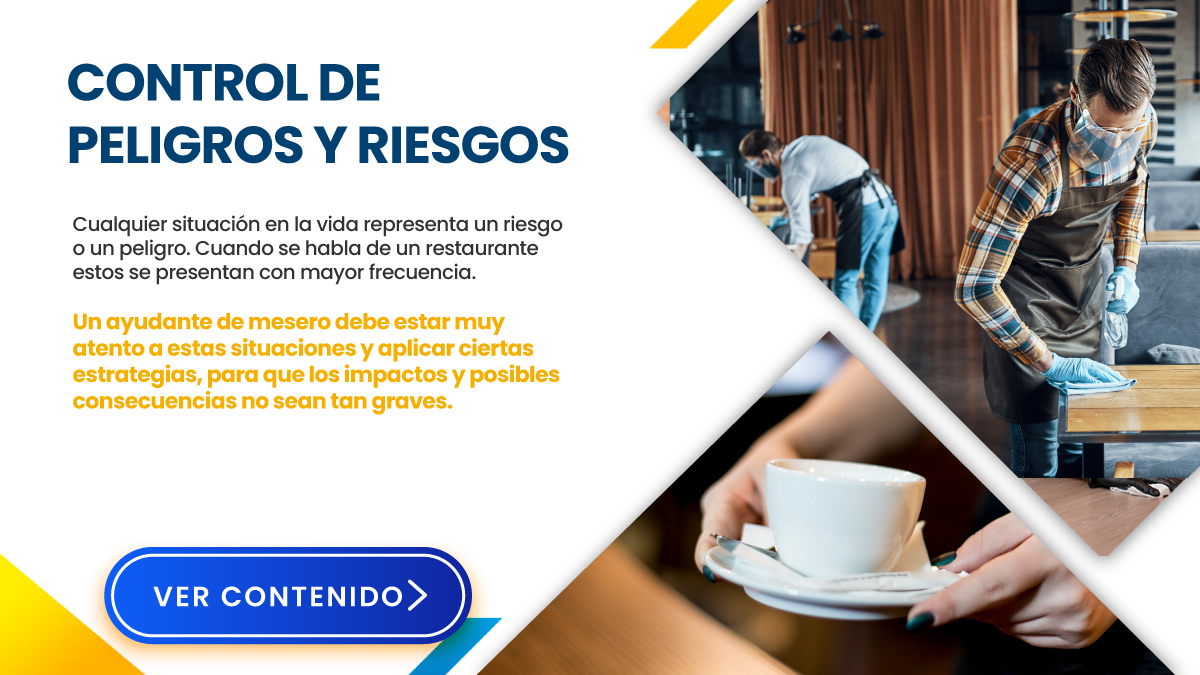 CONTROL DE
PELIGROS Y RIESGOS
Cualquier situación en la vida representa un riesgo
o un peligro. Cuando se habla de un restaurante
estos se presentan con mayor frecuencia.
Un ayudante de mesero debe estar muy
atento a estas situaciones y aplicar ciertas
estrategias, para que los impactos y posibles
consecuencias no sean tan graves.
VER CONTENIDO